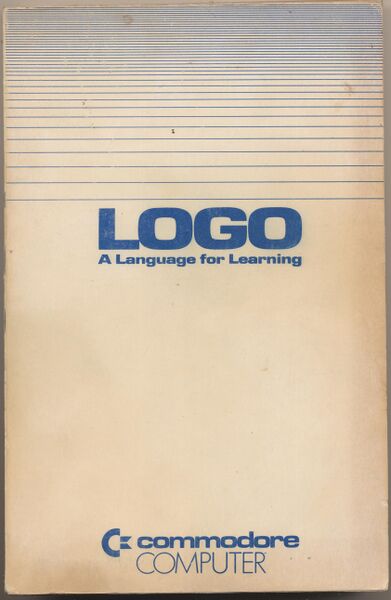 LOGO
A Language for Learning
commodore
COMPUTER